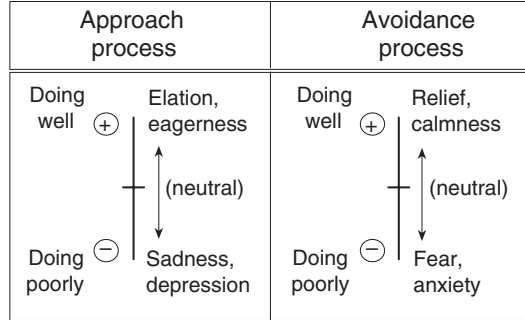 Approach
process
Avoidance
process
Doing
well
+
Elation,
eagerness
(neutral)
−
Doing
poorly
Sadness,
depression
Doing
well
+
Relief,
calmness
(neutral)
−
Doing
poorly
Fear,
anxiety